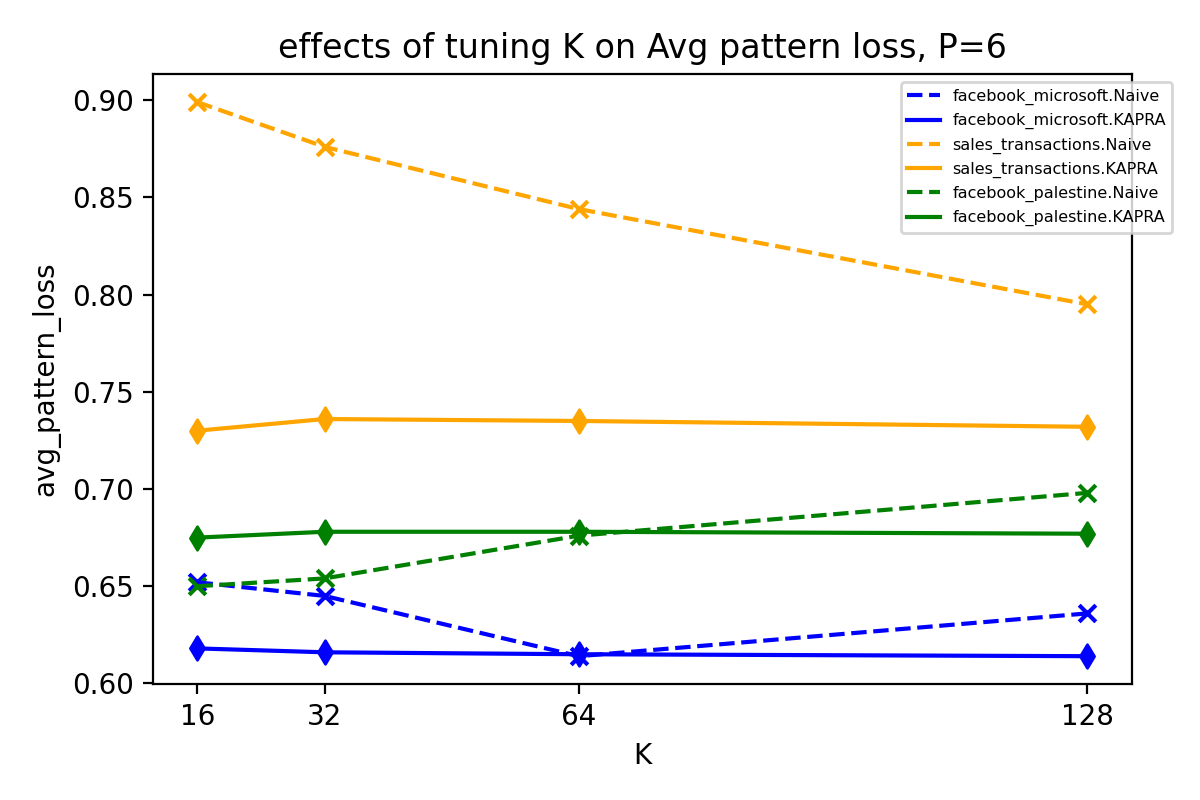 effects of tuning K on Avg pattern loss, P=6
facebook_microsoft.Naive
facebook_microsoft.KAPRA
sales_transactions.Naive
sales_transactions.KAPRA
facebook_palestine.Naive
facebook_palestine.KAPRA
avg_pattern_loss
0.90
0.85
0.80
0.75
0.70
0.65
0.60
16 32 64 128
K